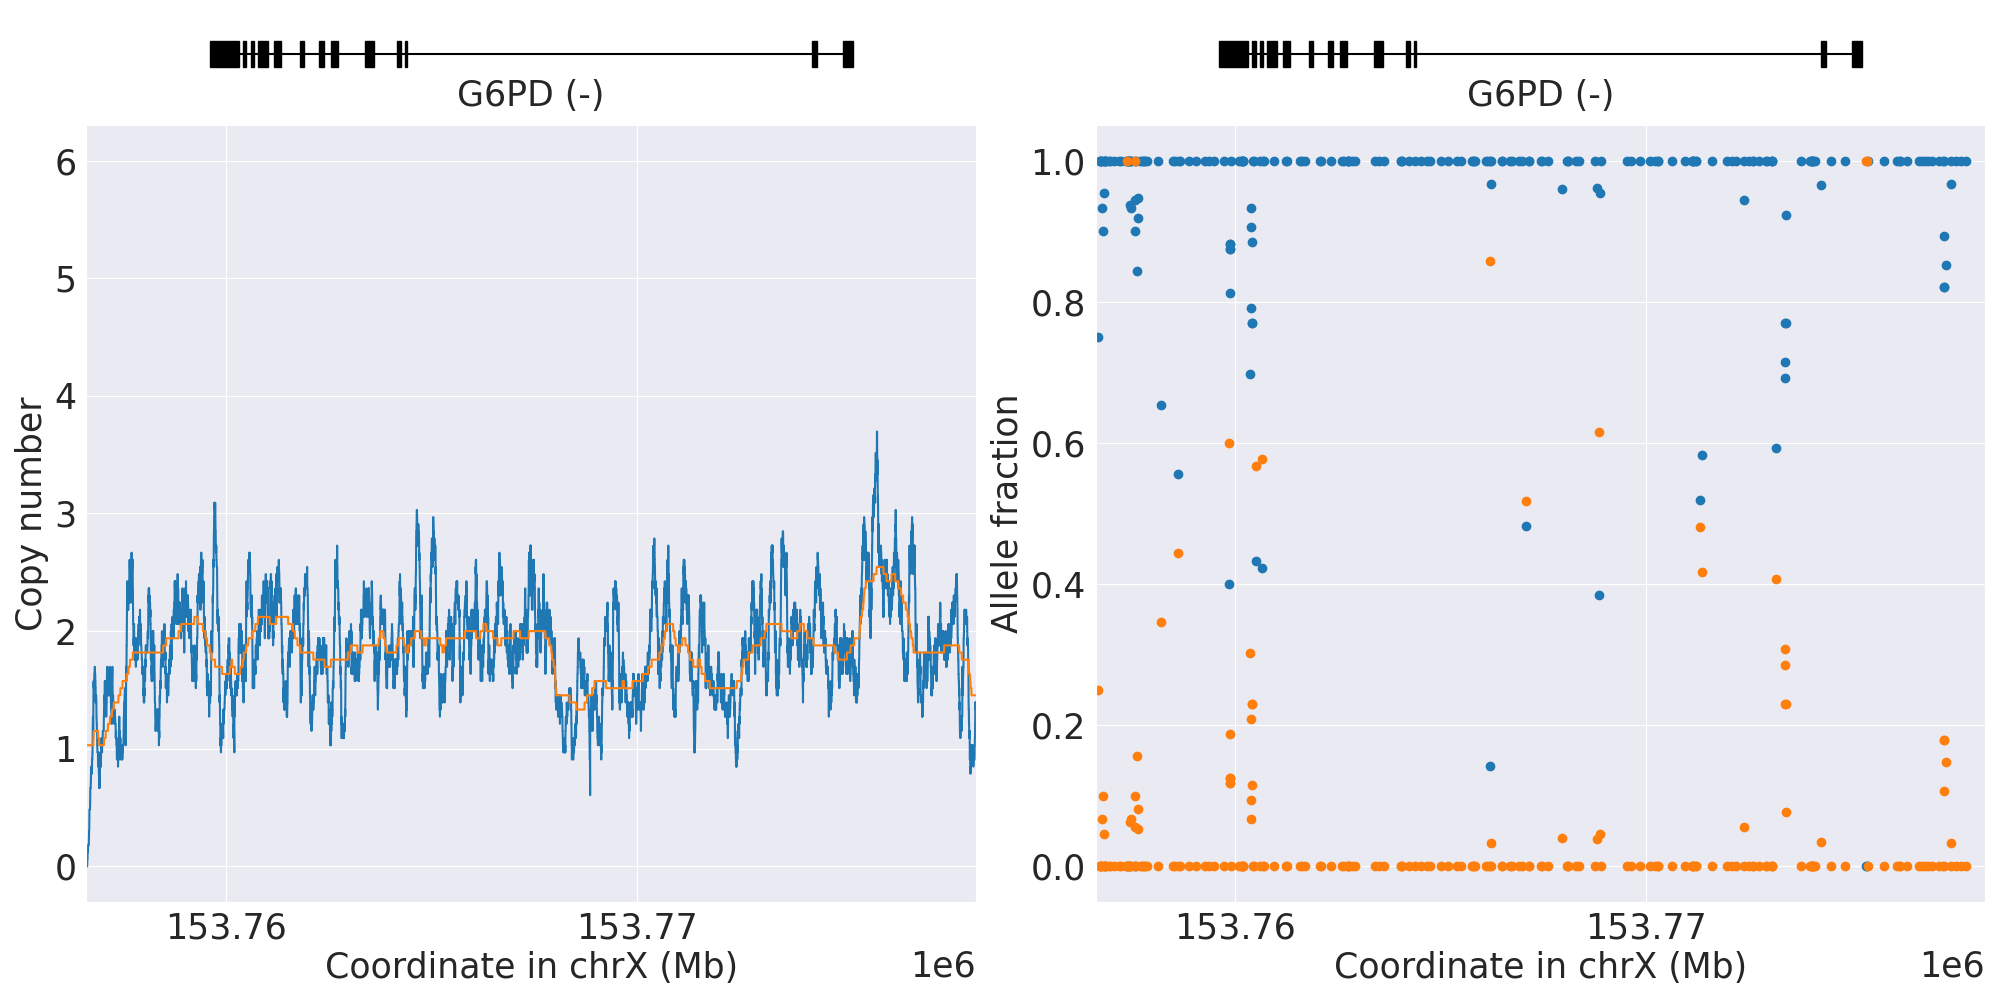 G6PD (-)
6
5
4
3
2
1
0
Copy number
153.76
153.77
Coordinate in chrX (Mb)
1e6
G6PD (-)
1.0
0.8
0.6
0.4
0.2
0.0
Allele fraction
153.76
153.77
Coordinate in chrX (Mb)
1e6